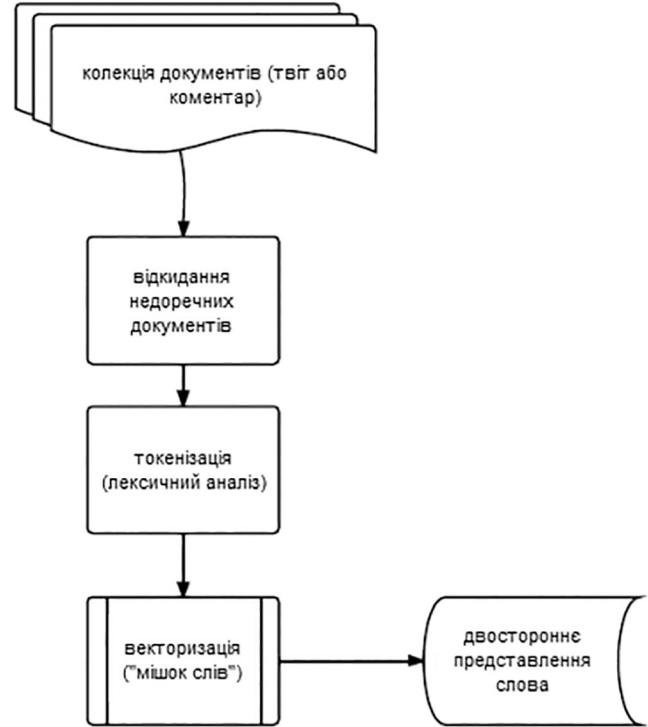 колекція документів (твіт або
коментар)
відкидання
недоречних
документів
токенізація
(лексичний аналіз)
векторизація
("мішок слів")
двостороннє
представлення
слова